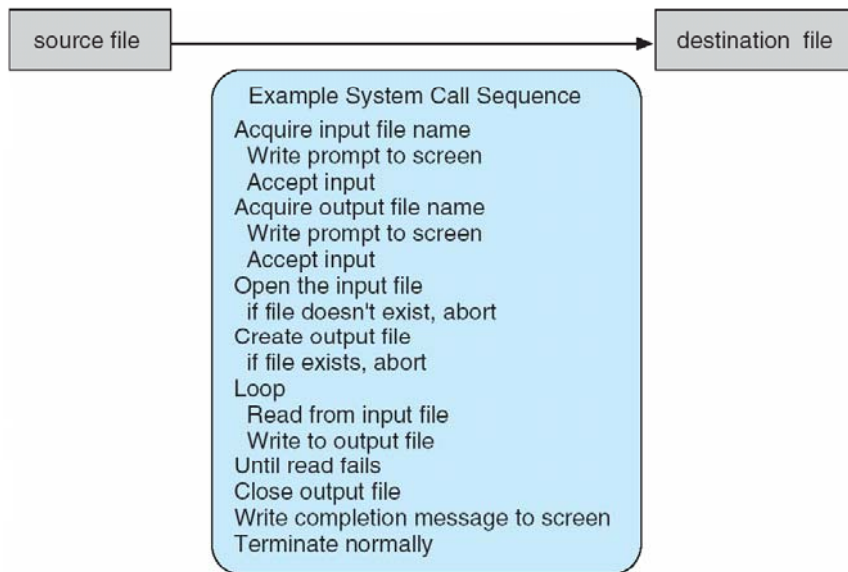 source file
destination file
Example System Call Sequence
Acquire input file name
Write prompt to screen
Accept input
Acquire output file name
Write prompt to screen
Accept input
Open the input file
if file doesn't exist, abort
Create output file
if file exists, abort
Loop
Read from input file
Write to output file
Until read fails
Close output file
Write completion message to screen
Terminate normally